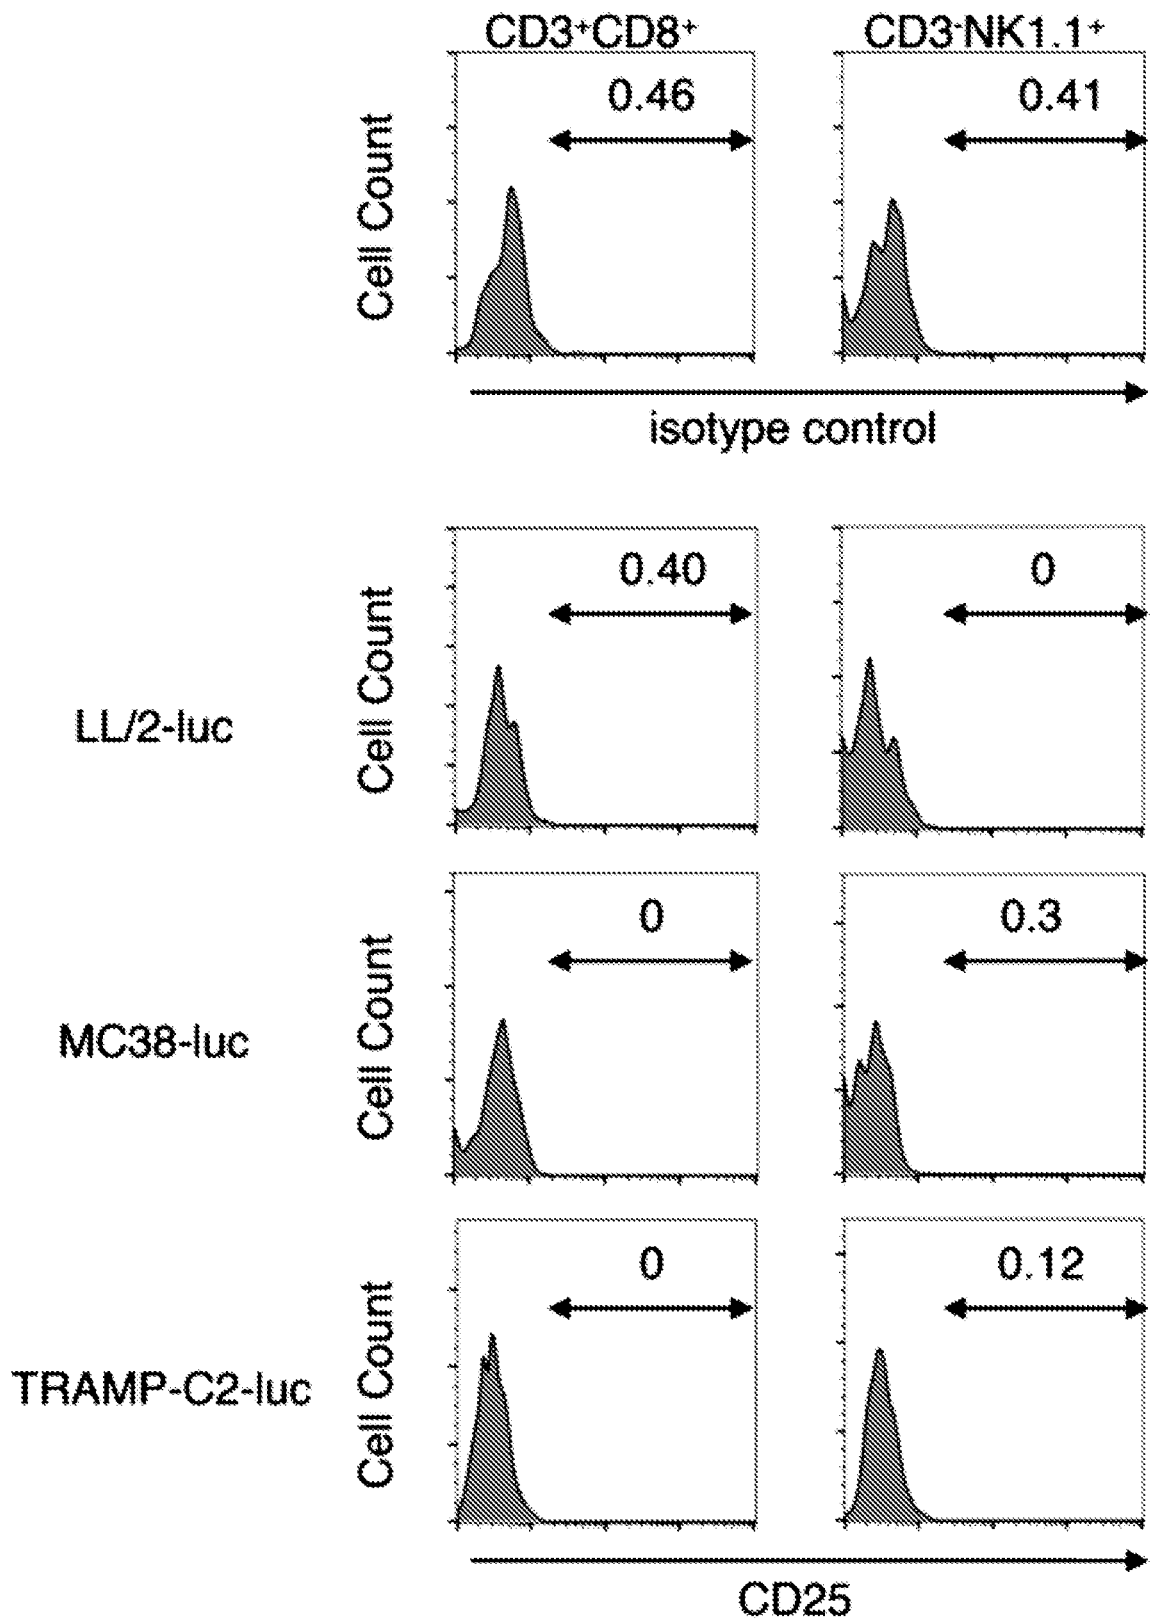 CD3⁺CD8⁺ CD3⁻NK1.1⁺
0.46 0.41
Cell Count
isotype control
0.40 0
Cell Count
LL/2-luc
0 0.3
Cell Count
MC38-luc
0 0.12
Cell Count
TRAMP-C2-luc
CD25